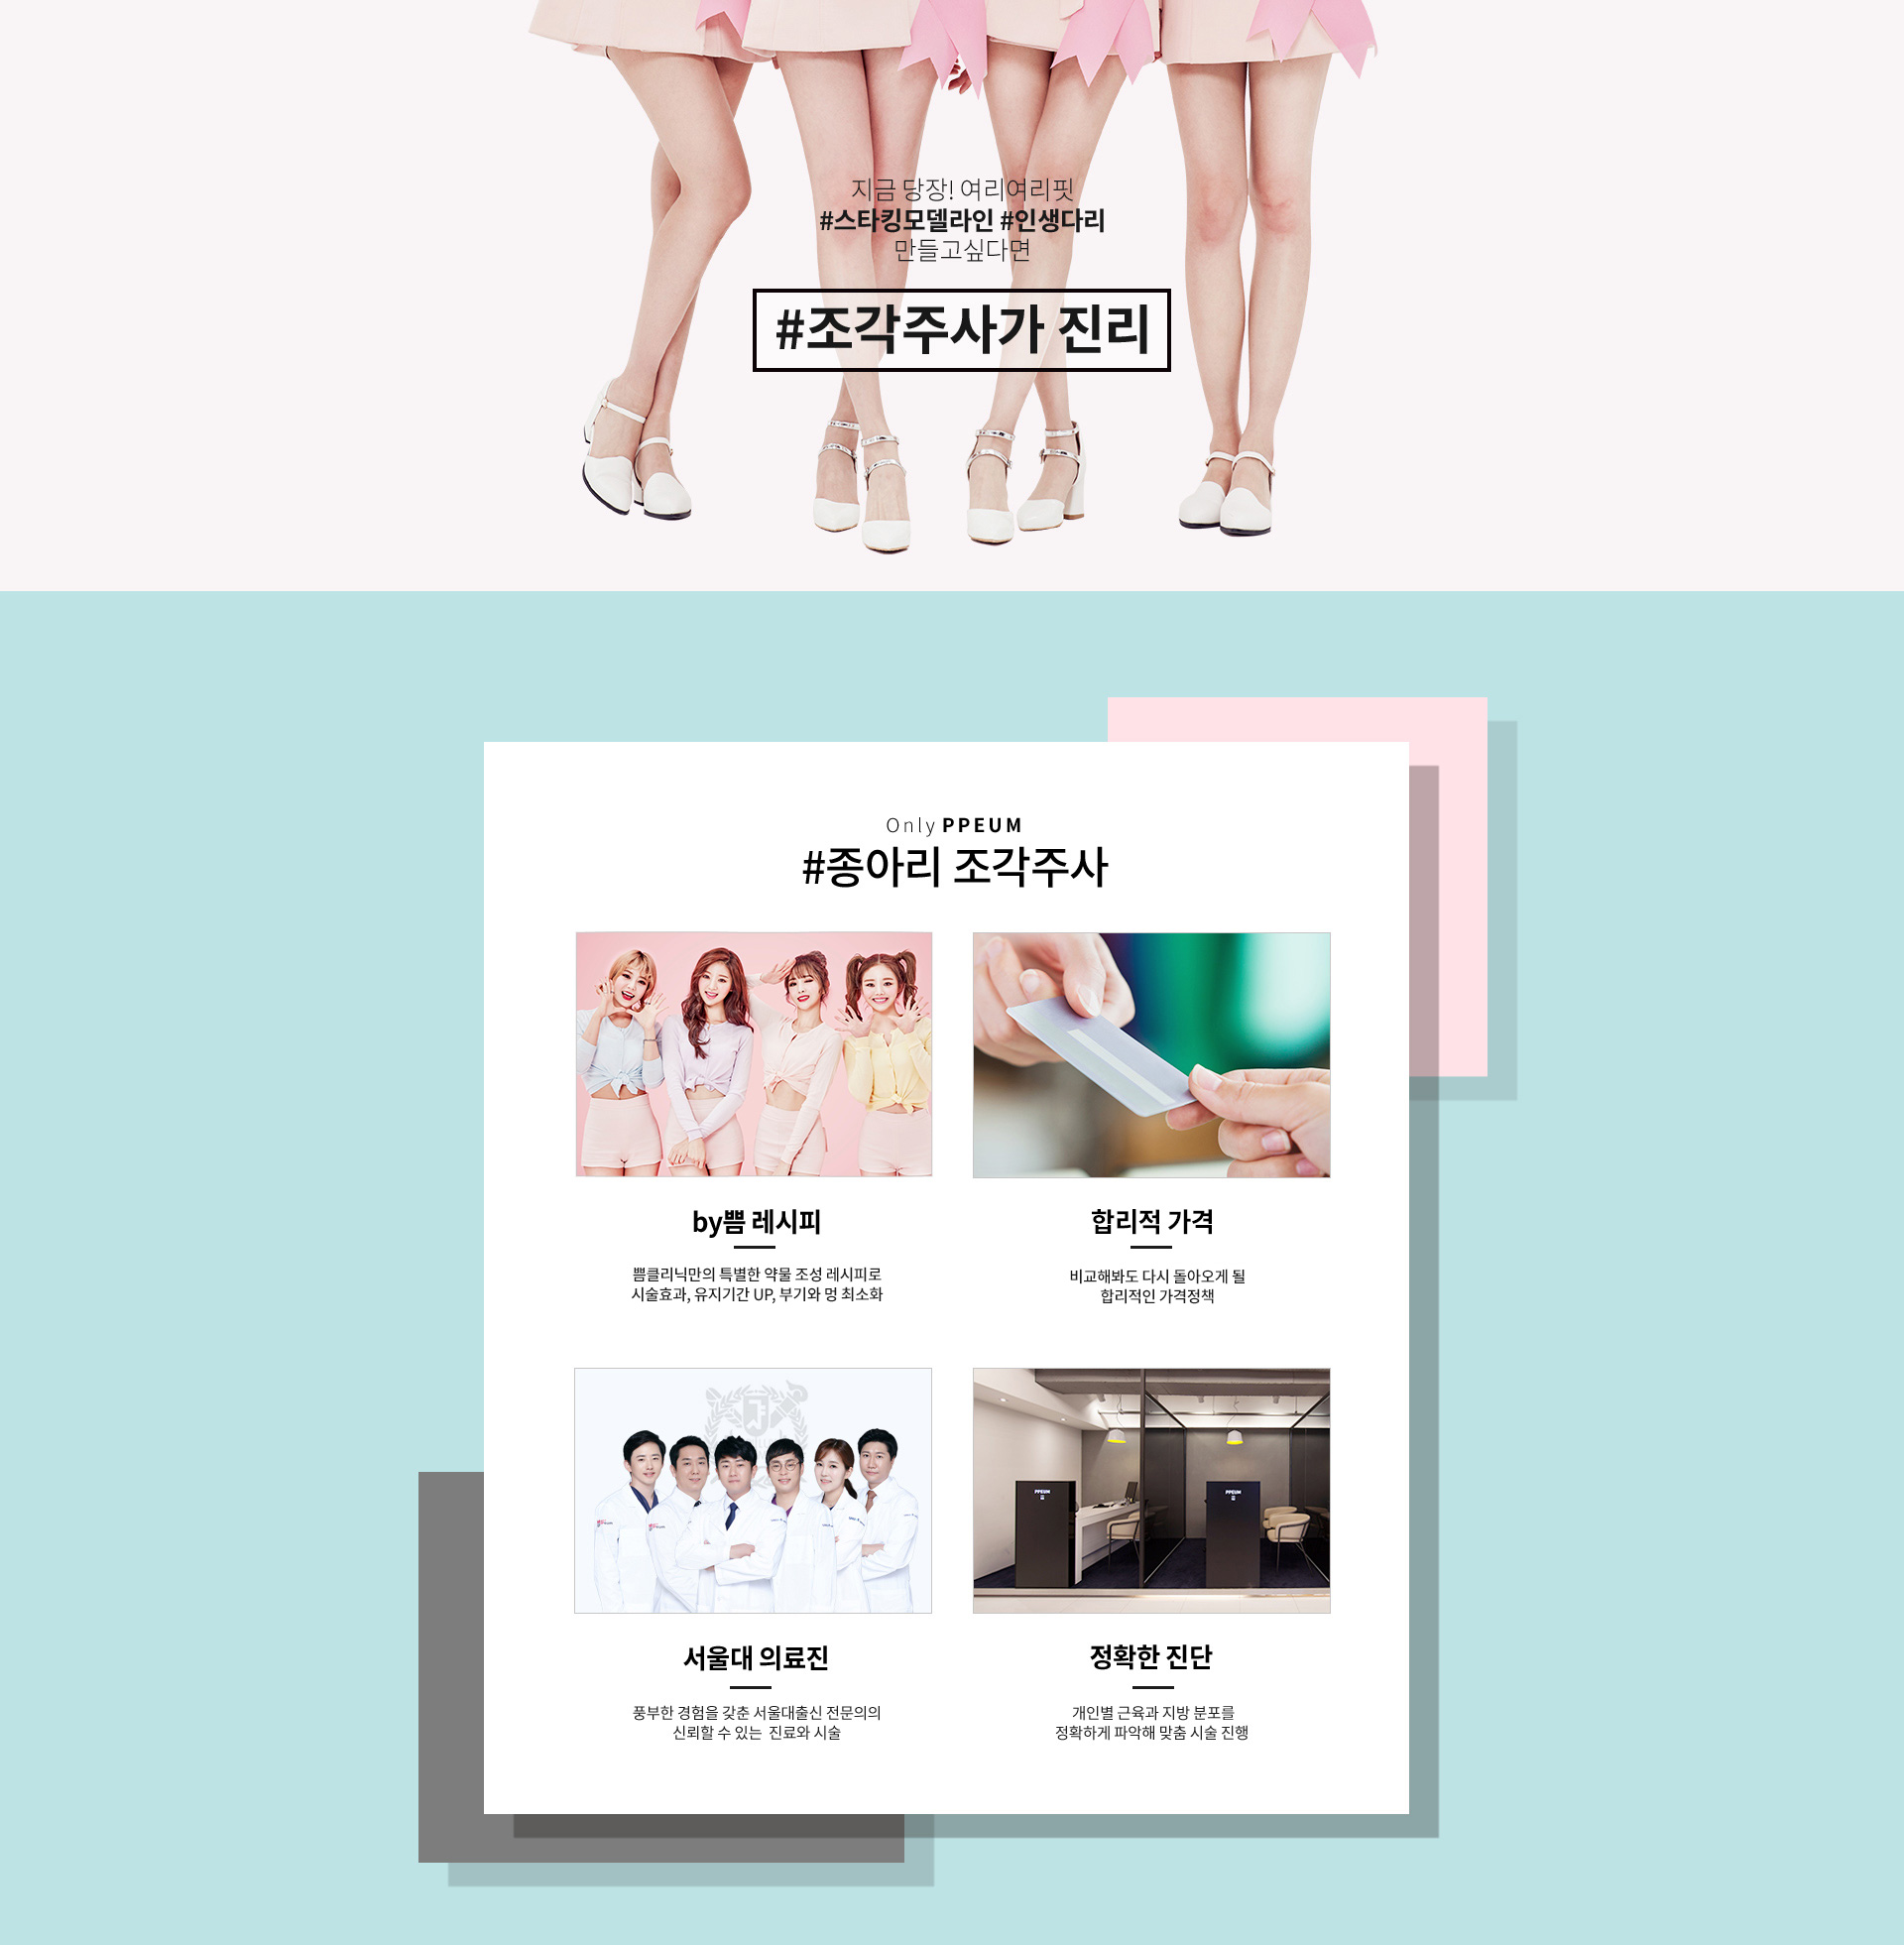 지금 당장! 여리여리핏
#스타킹모델라인 #인생다리
만들고싶다면
#조각주사가 진리
Only PPEUM
#종아리 조각주사
by쁨 레시피
쁨클리닉만의 특별한 약물 조성 레시피로
시술효과, 유지기간 UP, 부기와 멍 최소화
합리적 가격
비교해봐도 다시 돌아오게 될
합리적인 가격정책
PPEUM
PPEUM
서울대 의료진
풍부한 경험을 갖춘 서울대출신 전문의의
신뢰할 수 있는 진료와 시술
정확한 진단
개인별 근육과 지방 분포를
정확하게 파악해 맞춤 시술 진행